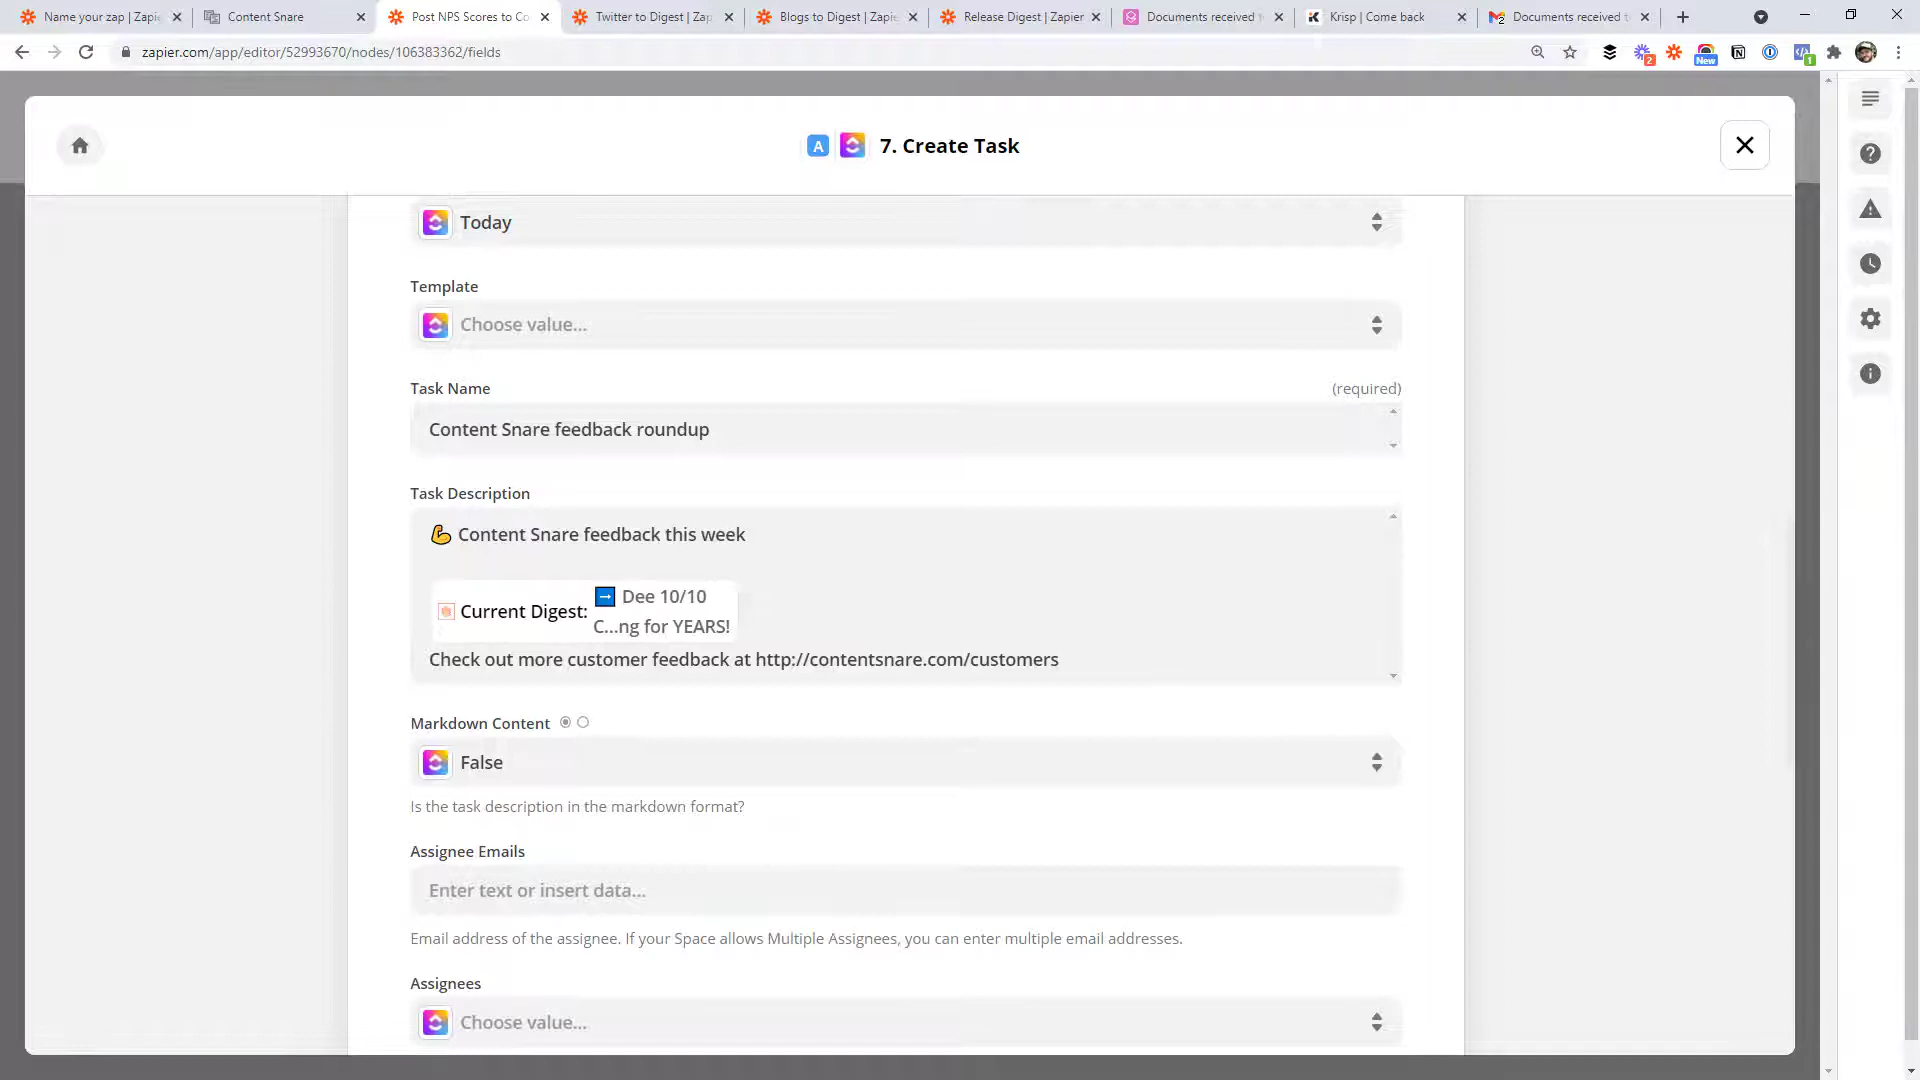 Name your zap | Zapie
Content Snare
Post NPS Scores to Co
Twitter to Digest | Zap
Blogs to Digest | Zapie
Release Digest | Zapier
Documents received t
Krisp | Come back
Documents received t
zapier.com/app/editor/52993670/nodes/106383362/fields
2
New
1
A
7. Create Task
Today
Template
Choose value...
Task Name
(required)
Content Snare feedback roundup
Task Description
💪 Content Snare feedback this week
Current Digest: ➡ Dee 10/10
C...ng for YEARS!
Check out more customer feedback at http://contentsnare.com/customers
Markdown Content
False
Is the task description in the markdown format?
Assignee Emails
Enter text or insert data...
Email address of the assignee. If your Space allows Multiple Assignees, you can enter multiple email addresses.
Assignees
Choose value...